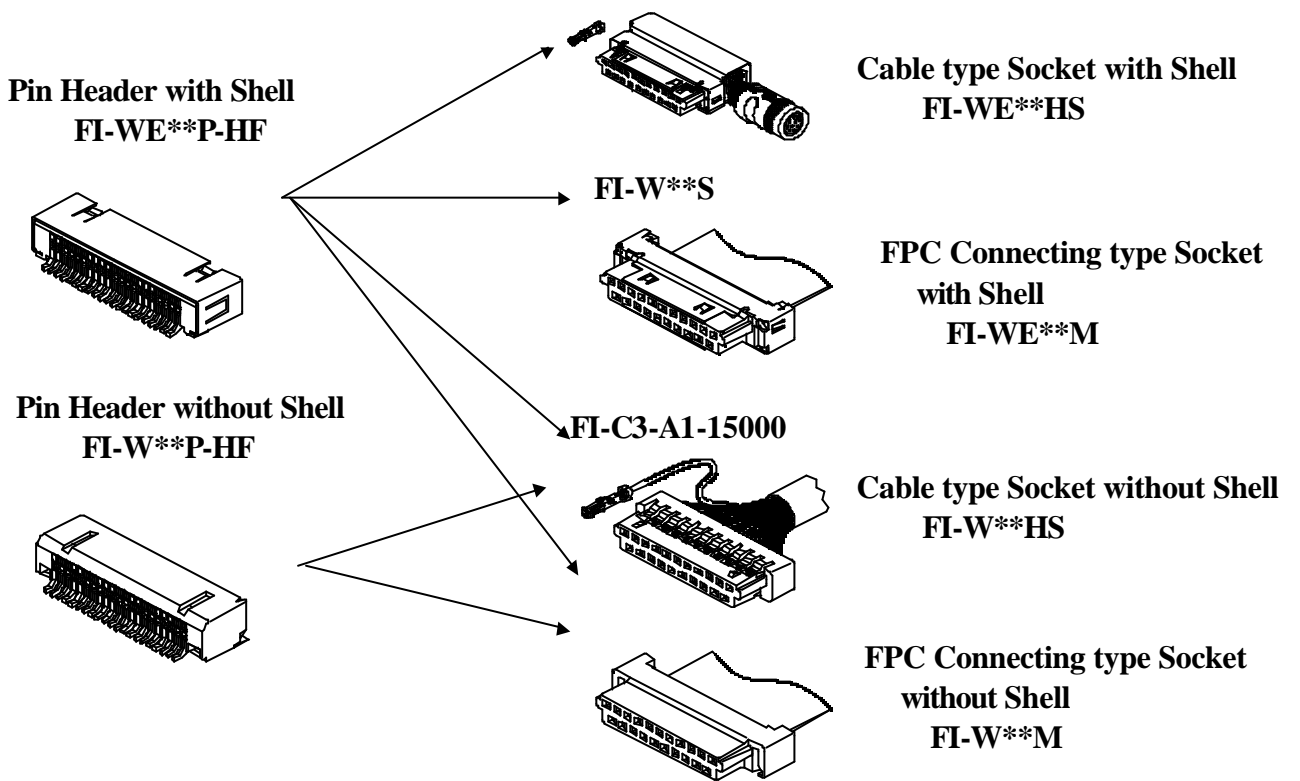 Pin Header with Shell
FI-WE**P-HF
Pin Header without Shell
FI-W**P-HF
Cable type Socket with Shell
FI-WE**HS
FI-W**S
FPC Connecting type Socket
with Shell
FI-WE**M
FI-C3-A1-15000
Cable type Socket without Shell
FI-W**HS
FPC Connecting type Socket
without Shell
FI-W**M